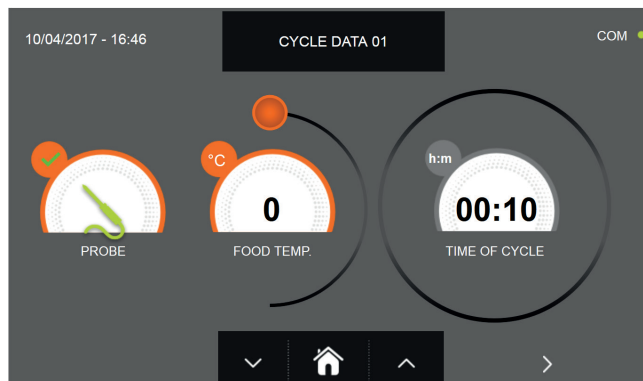 10/04/2017 - 16:46
CYCLE DATA 01
COM
°C
h:m
0
00:10
PROBE
FOOD TEMP.
TIME OF CYCLE